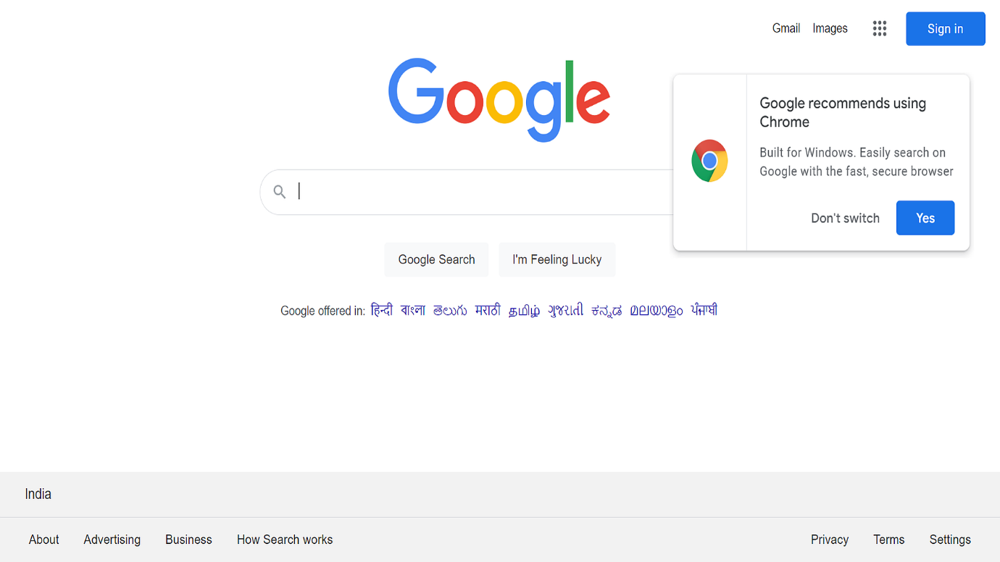 Gmail Images Sign in
Google
Google recommends using
Chrome
Built for Windows. Easily search on
Google with the fast, secure browser
Don't switch Yes
Google Search I'm Feeling Lucky
Google offered in: हिन्दी বাংলা తెలుగు मराठी தமிழ் ગુજરાતી ಕನ್ನಡ മലയാളം ਪੰਜਾਬੀ
India
About Advertising Business How Search works Privacy Terms Settings